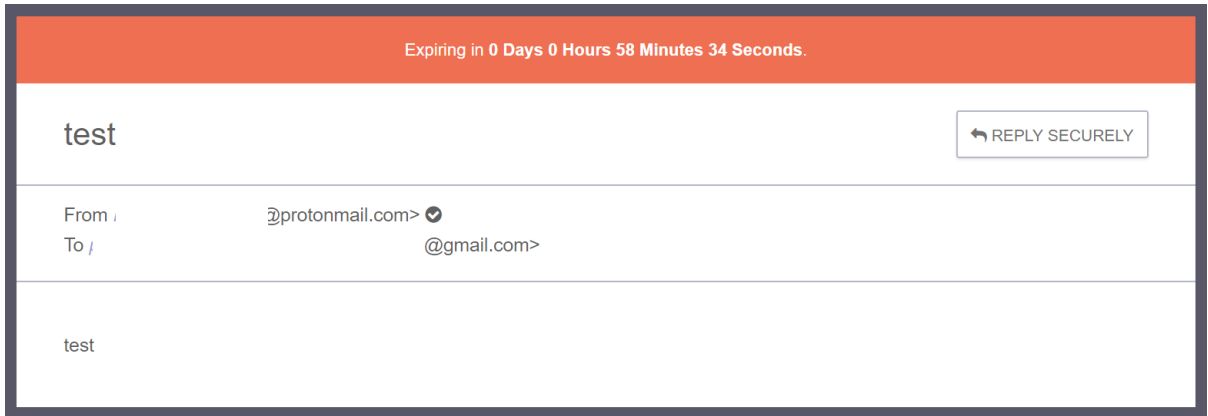 Expiring in 0 Days 0 Hours 58 Minutes 34 Seconds.
test
REPLY SECURELY
From @protonmail.com>
To @gmail.com>
test